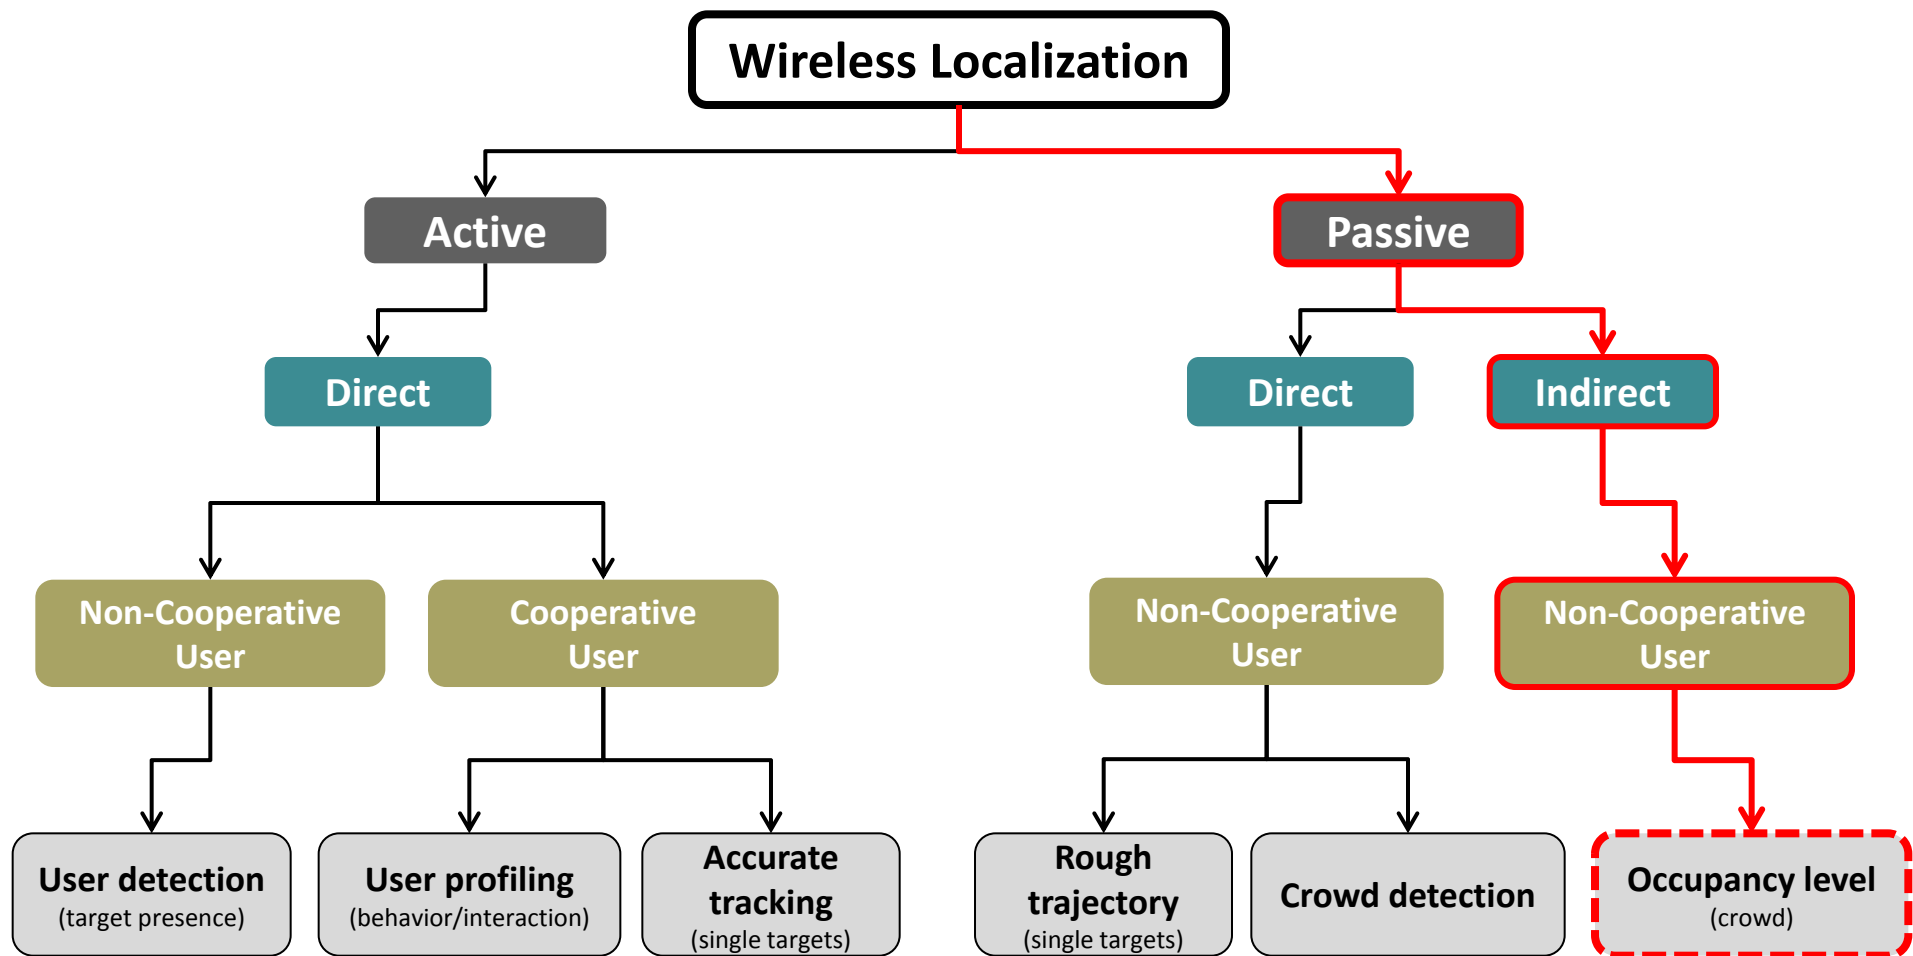 Wireless Localization
Active
Passive
Direct
Direct
Indirect
Non-Cooperative
User
Cooperative
User
Non-Cooperative
User
Non-Cooperative
User
User detection
(target presence)
User profiling
(behavior/interaction)
Accurate
tracking
(single targets)
Rough
trajectory
(single targets)
Crowd detection
Occupancy level
(crowd)